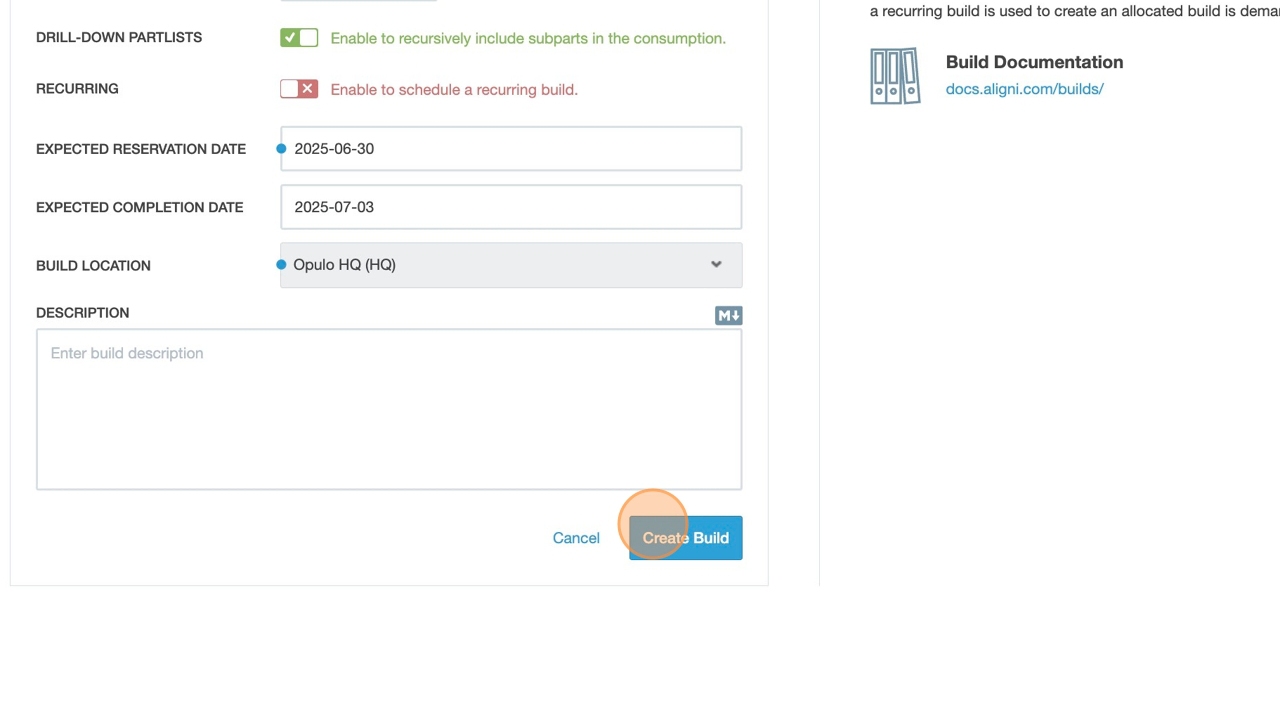 DRILL-DOWN PARTLISTS
Enable to recursively include subparts in the consumption.
RECURRING
Enable to schedule a recurring build.
EXPECTED RESERVATION DATE
2025-06-30
EXPECTED COMPLETION DATE
2025-07-03
BUILD LOCATION
Opulo HQ (HQ)
DESCRIPTION
M
Enter build description
Cancel
Create Build
a recurring build is used to create an allocated build is
Build Documentation
docs.aligni.com/builds/